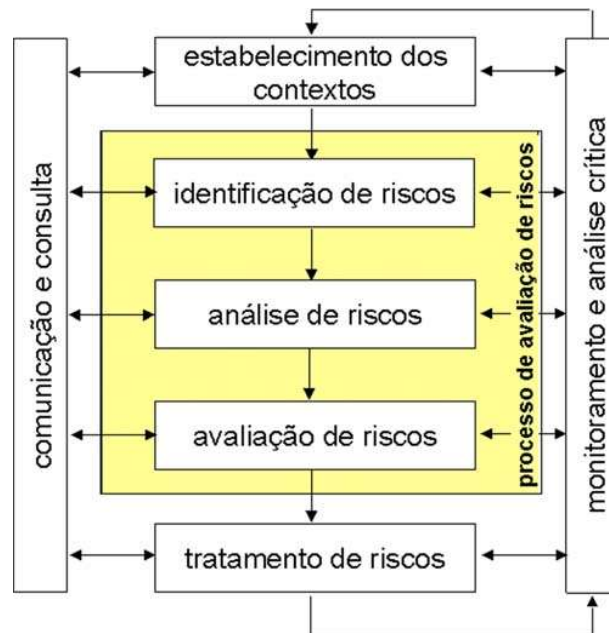 estabelecimento dos
contextos
identificação de riscos
análise de riscos
avaliação de riscos
tratamento de riscos
comunicação e consulta
processo de avaliação de riscos
monitoramento e análise crítica